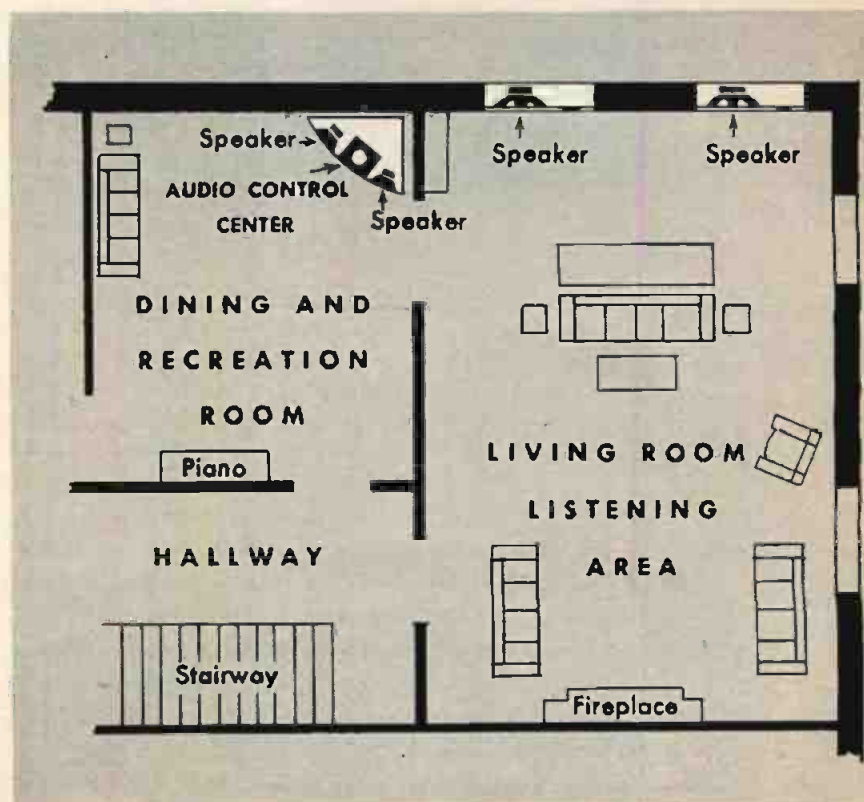 Speaker
AUDIO CONTROL
CENTER
Speaker
Speaker
Speaker
DINING AND
RECREATION
ROOM
Piano
HALLWAY
Stairway
LIVING ROOM
LISTENING
AREA
Fireplace